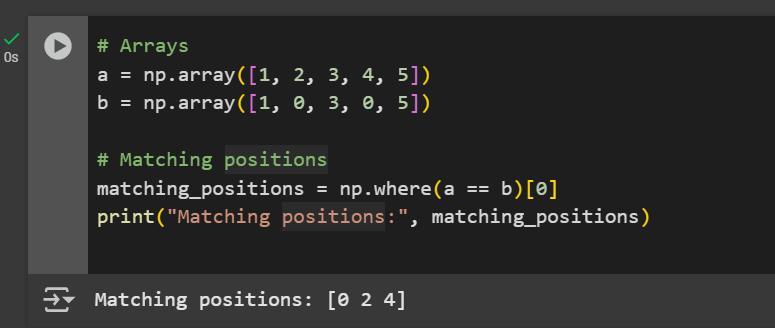 0s
# Arrays
a = np.array([1, 2, 3, 4, 5])
b = np.array([1, 0, 3, 0, 5])
# Matching positions
matching_positions = np.where(a == b)[0]
print("Matching positions:", matching_positions)
Matching positions: [0 2 4]